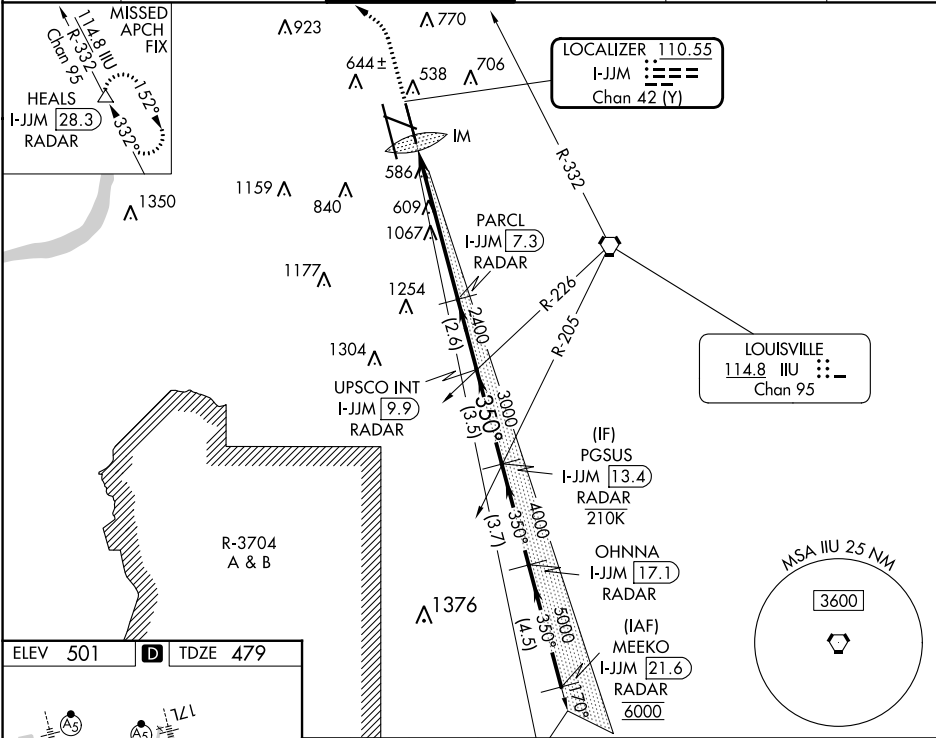 MISSED
APCH
FIX
114.8 IIU
R-332
Chan 95
HEALS
I-JJM 28.3
RADAR
152°
332°
923
770
644±
538
706
LOCALIZER 110.55
I-JJM
Chan 42 (Y)
IM
586
1159
840
609
1067
1350
1177
1254
1304
R-332
PARCL
I-JJM 7.3
RADAR
R-226
R-205
2400
(2.6)
UPSCO INT
I-JJM 9.9
RADAR
350°
3000
(3.5)
LOUISVILLE
114.8 IIU
Chan 95
(IF)
PGSUS
I-JJM 13.4
RADAR
210K
350°
4000
(3.7)
R-3704
A & B
OHNNA
I-JJM 17.1
RADAR
1376
350°
5000
(4.5)
(IAF)
MEEKO
I-JJM 21.6
RADAR
6000
170°
MSA IIU 25 NM
3600
ELEV 501 D TDZE 479
A5
A5
17L